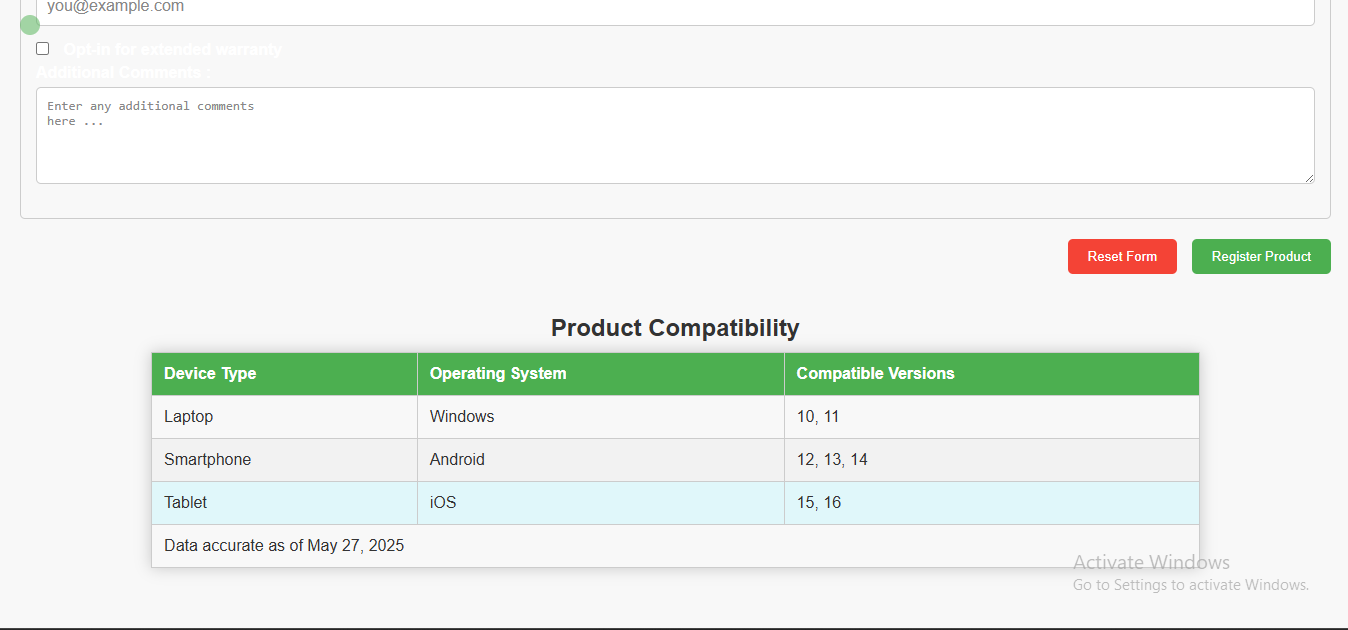 you@example.com
Opt-in for extended warranty
Additional Comments :
Enter any additional comments
here ...
Reset Form Register Product
Product Compatibility
Device Type Operating System Compatible Versions
Laptop Windows 10, 11
Smartphone Android 12, 13, 14
Tablet iOS 15, 16
Data accurate as of May 27, 2025
Activate Windows
Go to Settings to activate Windows.